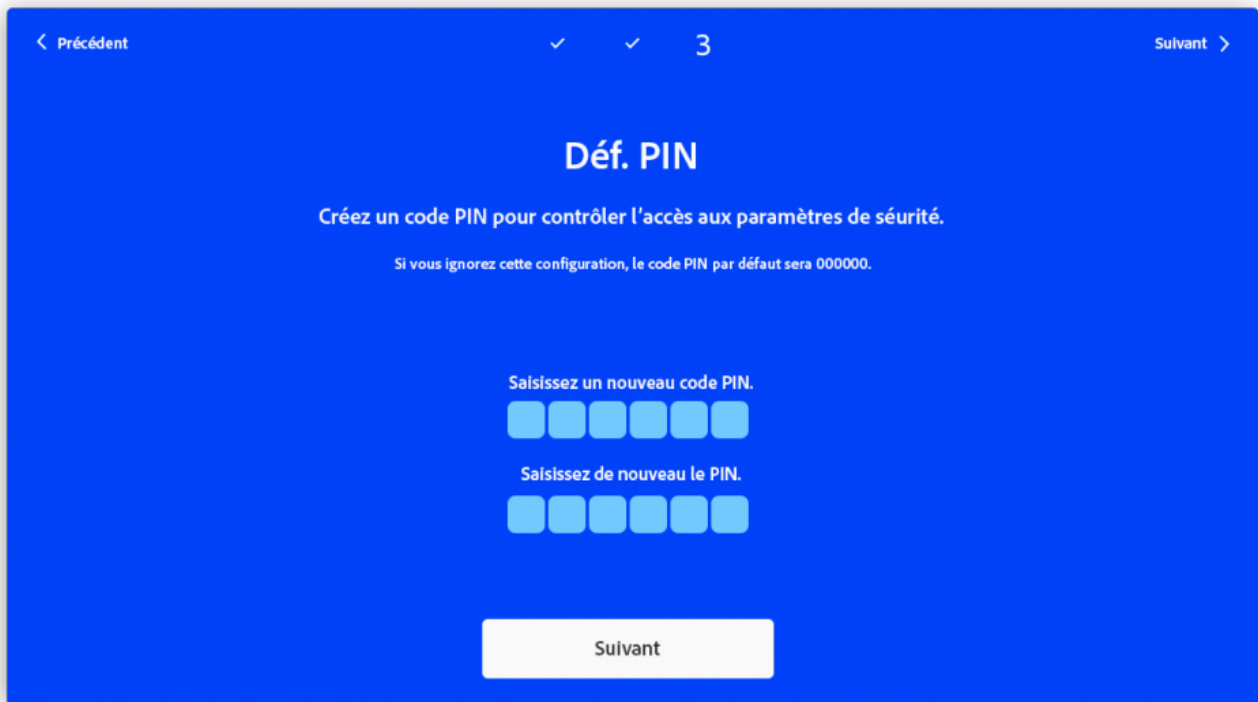 Précédent
3
Suivant
Déf. PIN
Créez un code PIN pour contrôler l'accès aux paramètres de séurité.
Si vous ignorez cette configuration, le code PIN par défaut sera 000000.
Saisissez un nouveau code PIN.
Saisissez de nouveau le PIN.
Suivant